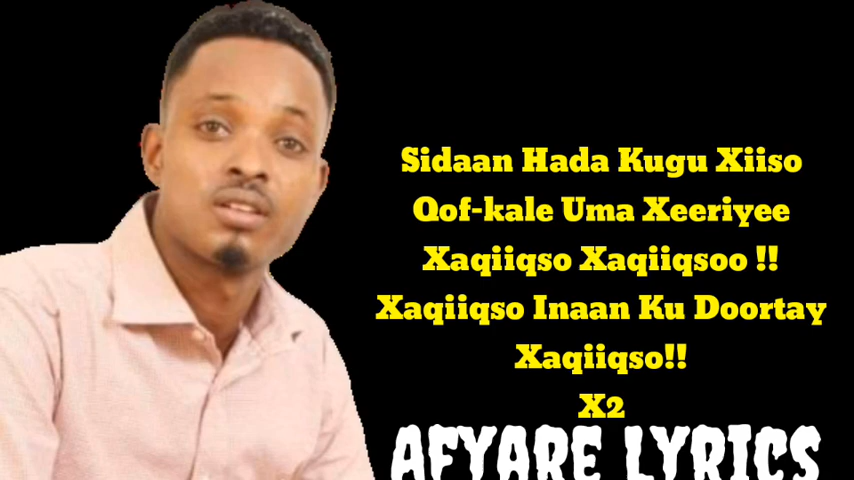 Sidaan Hada Kugu Xiiso
Qof-kale Uma Xeeriyee
Xaqiiqso Xaqiiqsoo !!
Xaqiiqso Inaan Ku Doortay
Xaqiiqso!!
X2
AFYARE LYRICS